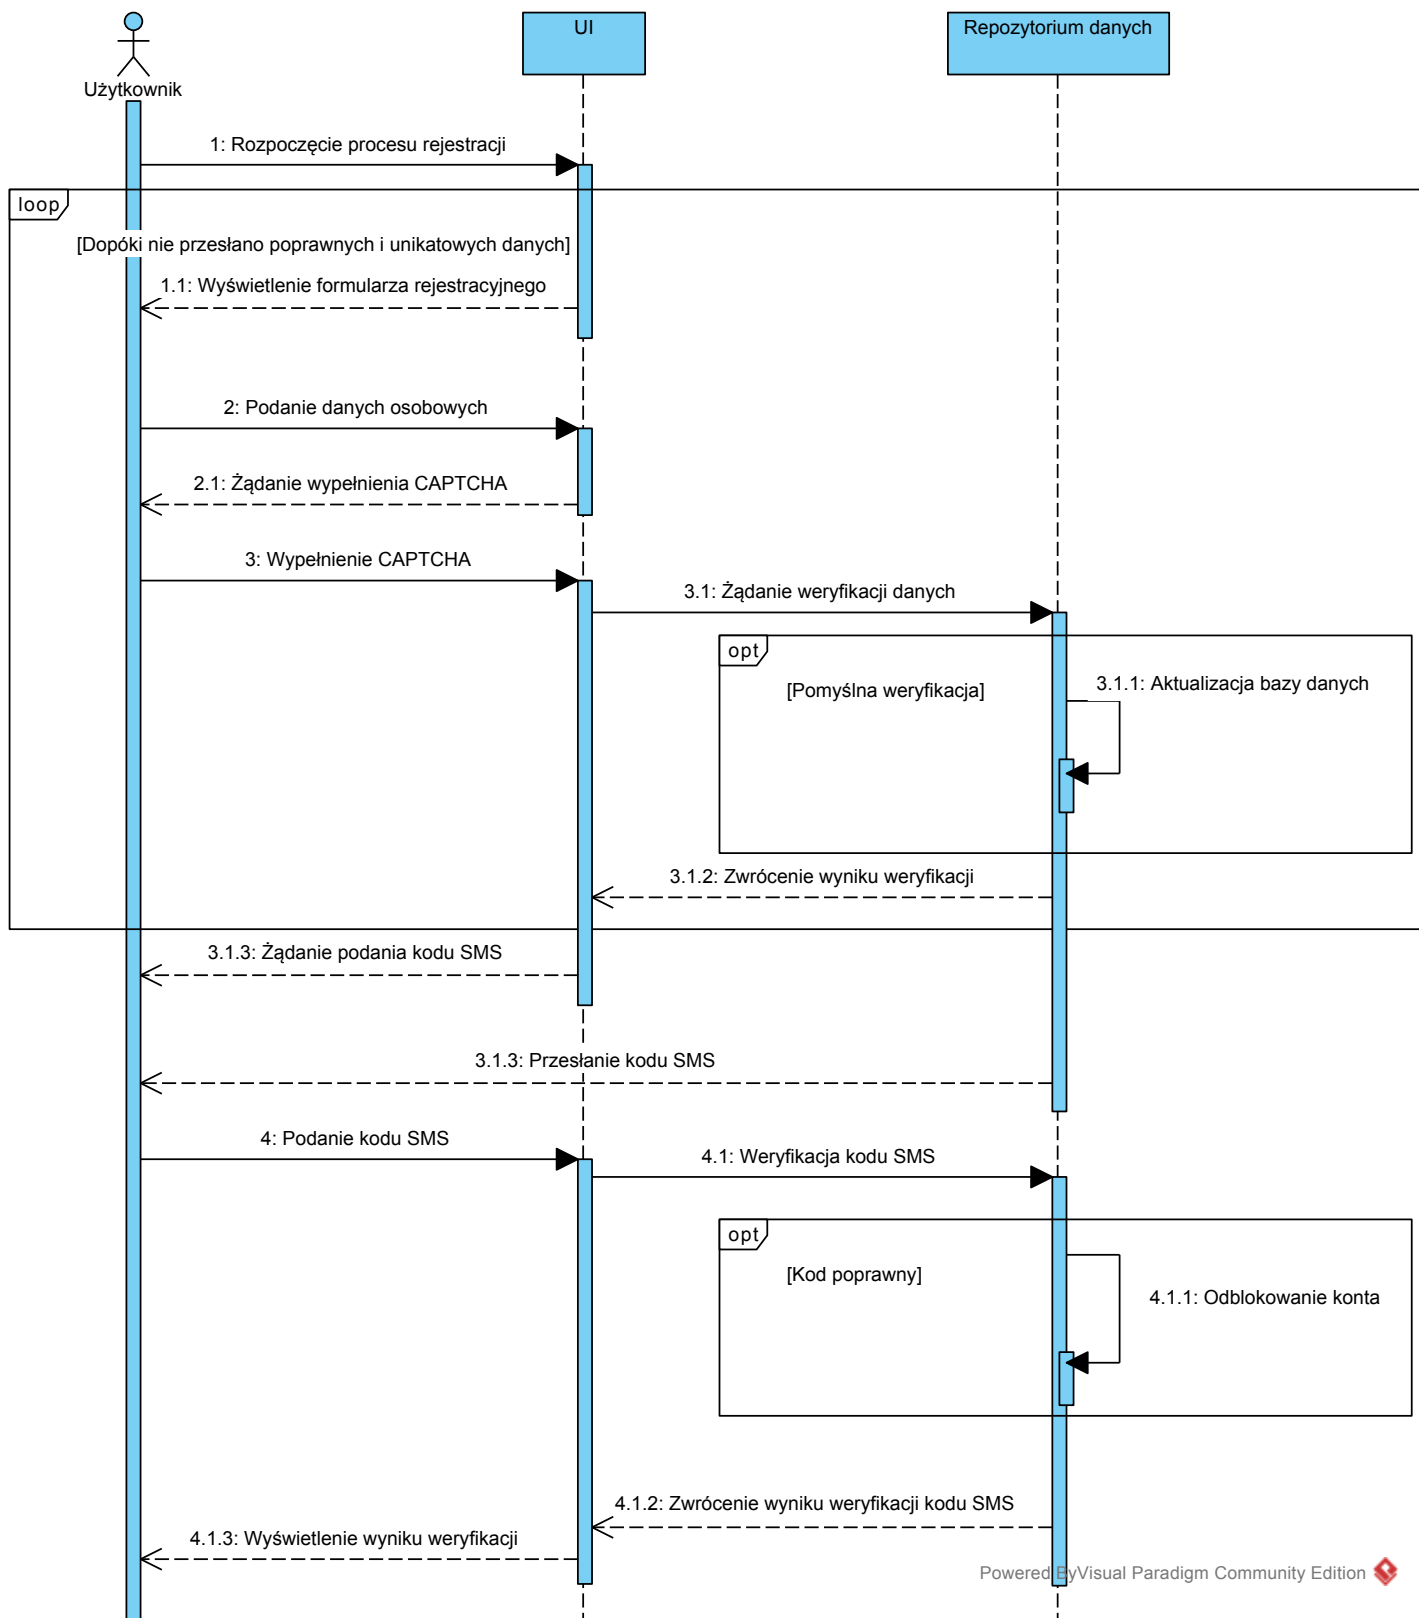 UI
Repozytorium danych
Użytkownik
1: Rozpoczęcie procesu rejestracji
loop
[Dopóki nie przesłano poprawnych i unikatowych danych]
1.1: Wyświetlenie formularza rejestracyjnego
2: Podanie danych osobowych
2.1: Żądanie wypełnienia CAPTCHA
3: Wypełnienie CAPTCHA
3.1: Żądanie weryfikacji danych
opt
[Pomyślna weryfikacja]
3.1.1: Aktualizacja bazy danych
3.1.2: Zwrócenie wyniku weryfikacji
3.1.3: Żądanie podania kodu SMS
3.1.3: Przesłanie kodu SMS
4: Podanie kodu SMS
4.1: Weryfikacja kodu SMS
opt
[Kod poprawny]
4.1.1: Odblokowanie konta
4.1.2: Zwrócenie wyniku weryfikacji kodu SMS
4.1.3: Wyświetlenie wyniku weryfikacji
Powered ByVisual Paradigm Community Edition